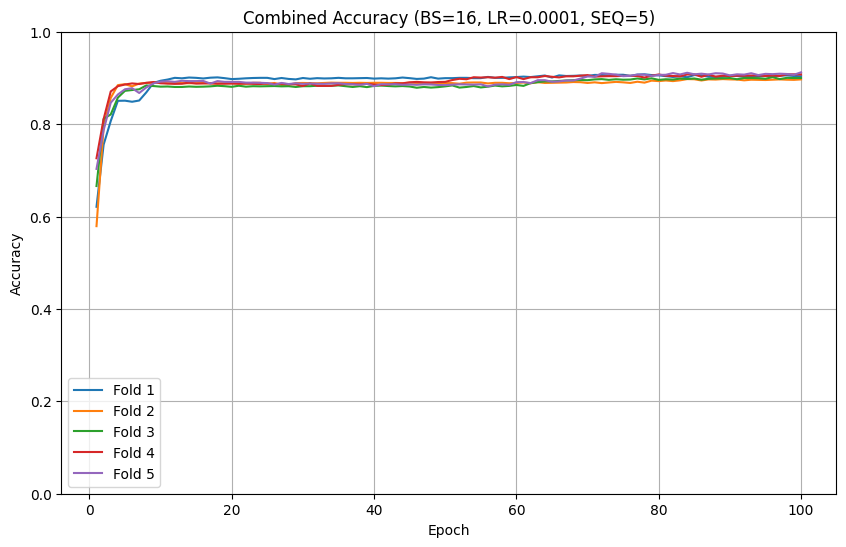 Combined Accuracy (BS=16, LR=0.0001, SEQ=5)
1.0
0.8
0.6
0.4
0.2
0.0
Accuracy
Fold 1
Fold 2
Fold 3
Fold 4
Fold 5
0 20 40 60 80 100
Epoch